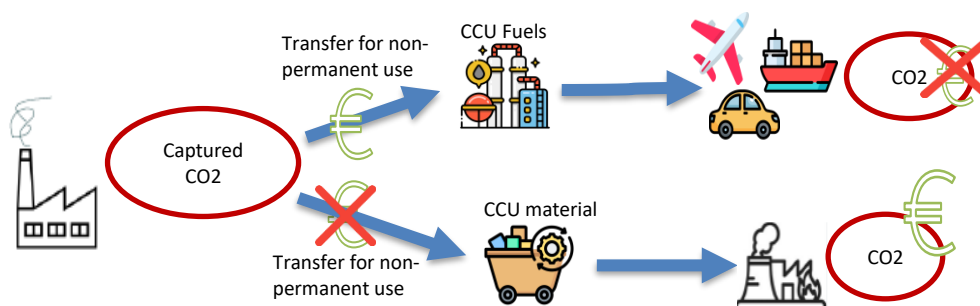 Transfer for non-
permanent use
CCU Fuels
CO2
€
€
Captured
CO2
€
Transfer for non-
permanent use
CCU material
€
CO2